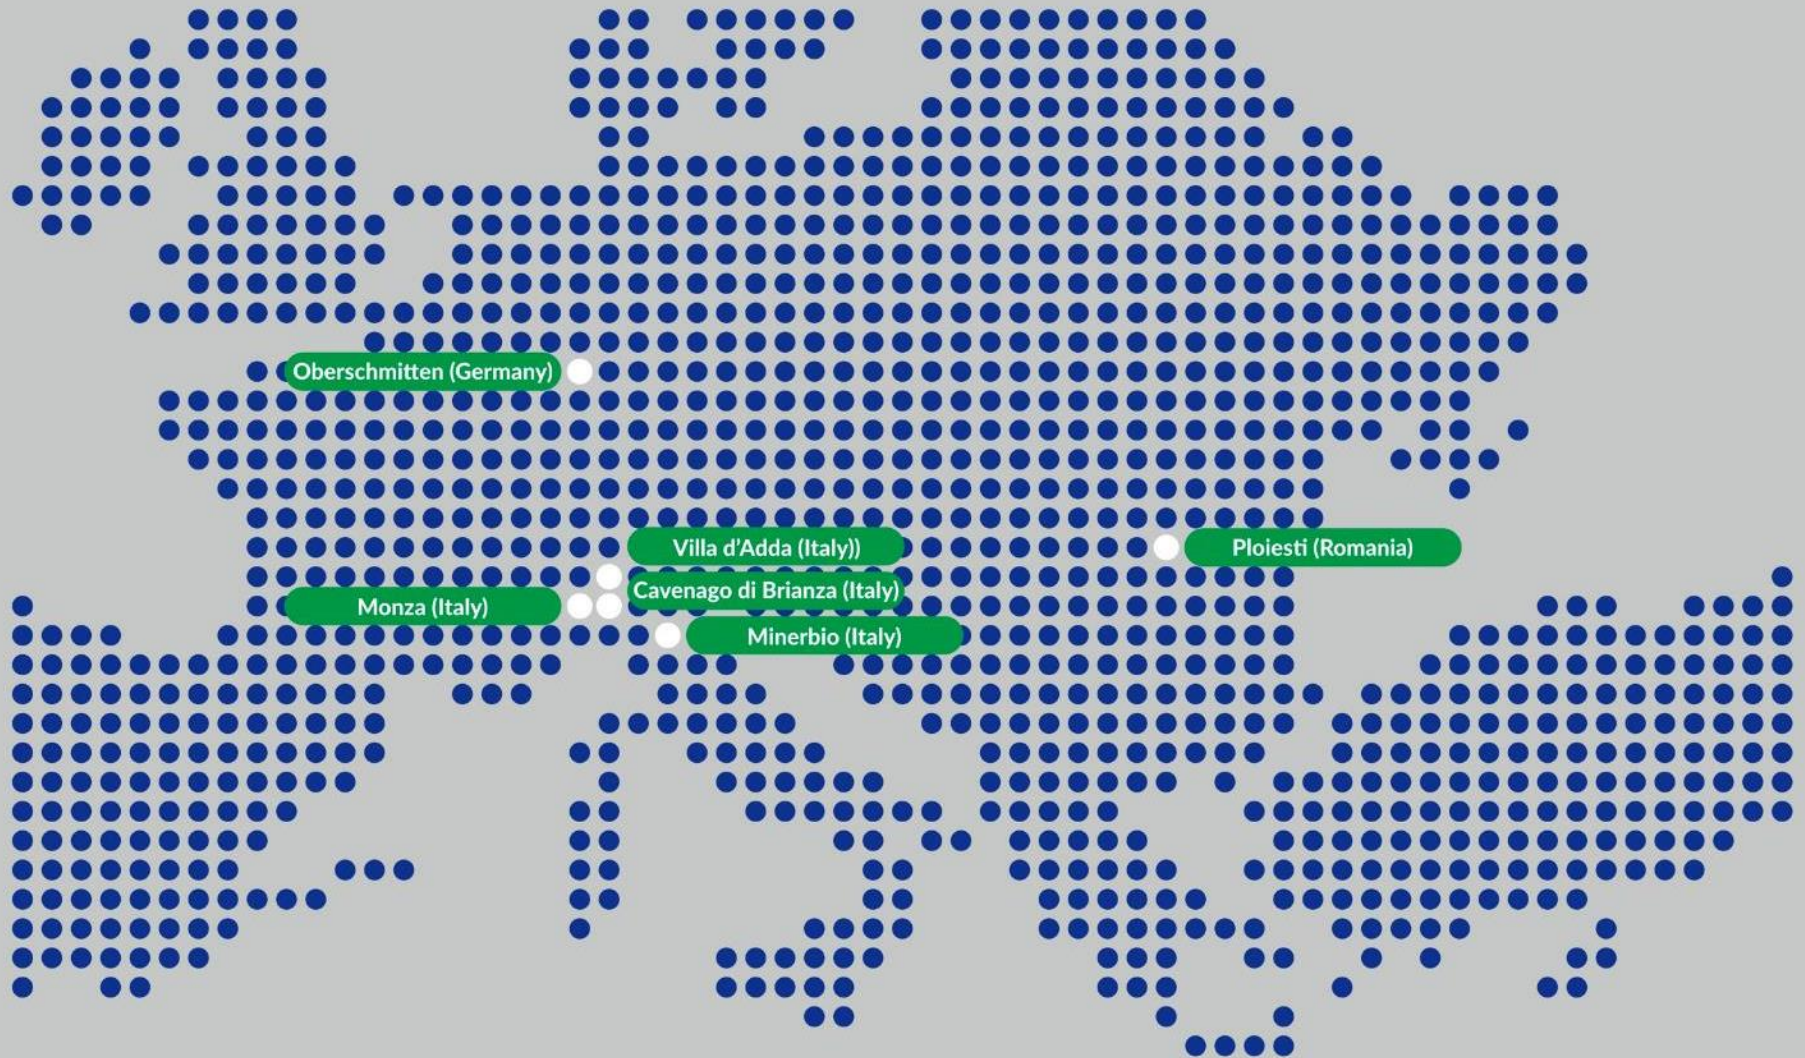 Oberschmitten (Germany)
Villa d’Adda (Italy))
Ploiesti (Romania)
Cavenago di Brianza (Italy)
Monza (Italy)
Minerbio (Italy)